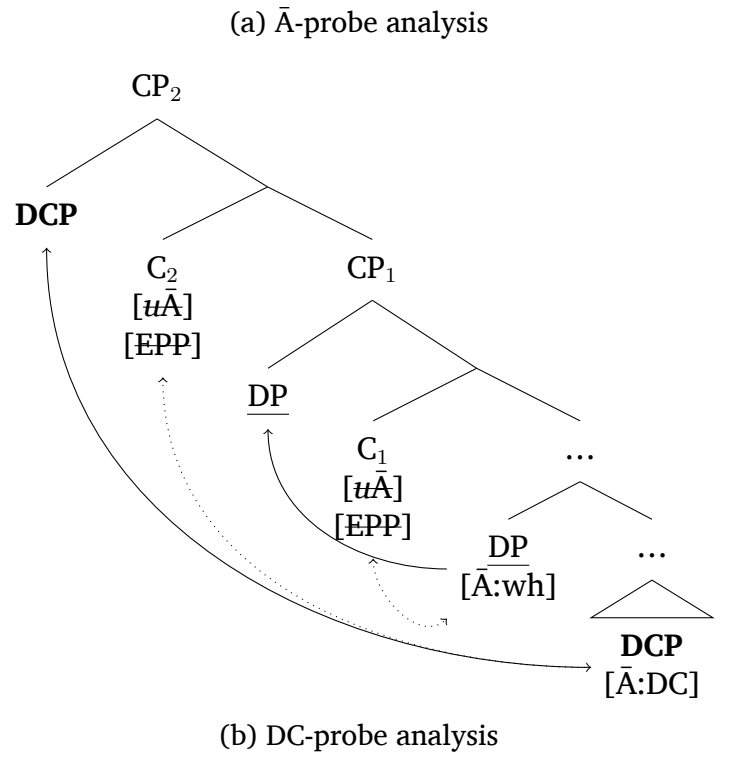 (a) Ā-probe analysis
CP₂
DCP
C₂
CP₁
[uĀ]
[EPP]
DP
C₁
...
[uĀ]
[EPP]
DP
...
[Ā:wh]
DCP
[Ā:DC]
(b) DC-probe analysis